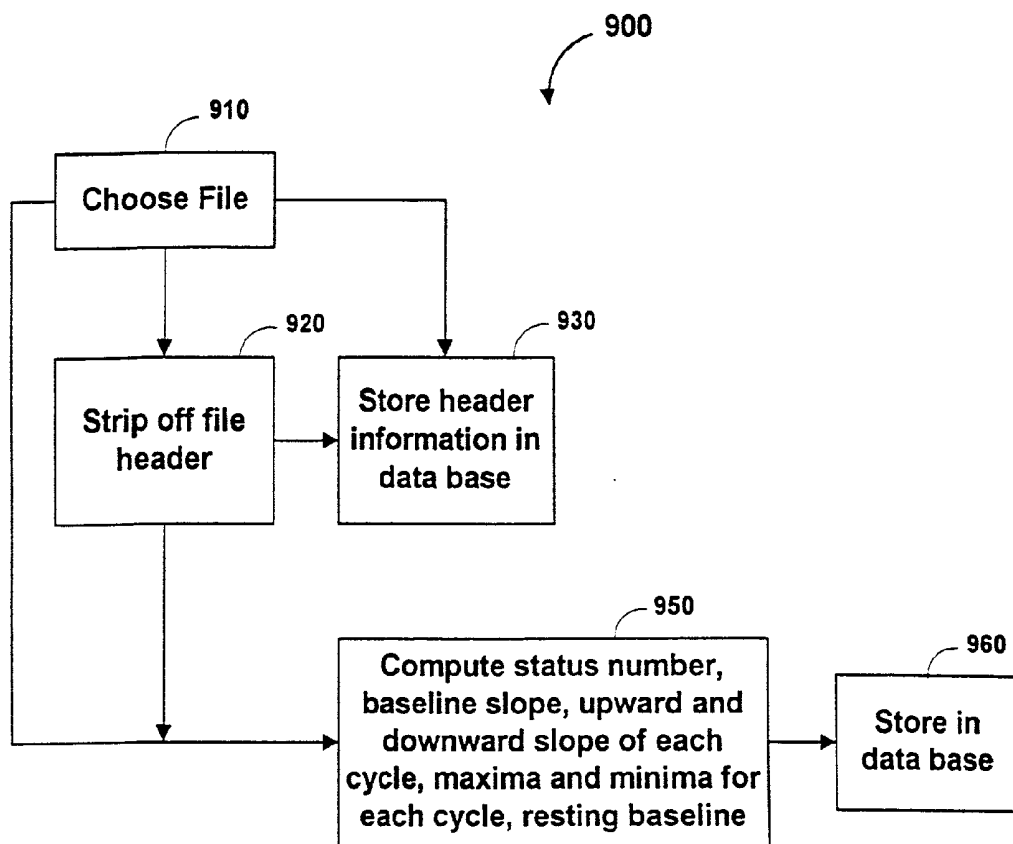 900
910
Choose File
920
930
Strip off file
header
Store header
information in
data base
950
960
Compute status number,
baseline slope, upward and
downward slope of each
cycle, maxima and minima for
each cycle, resting baseline
Store in
data base